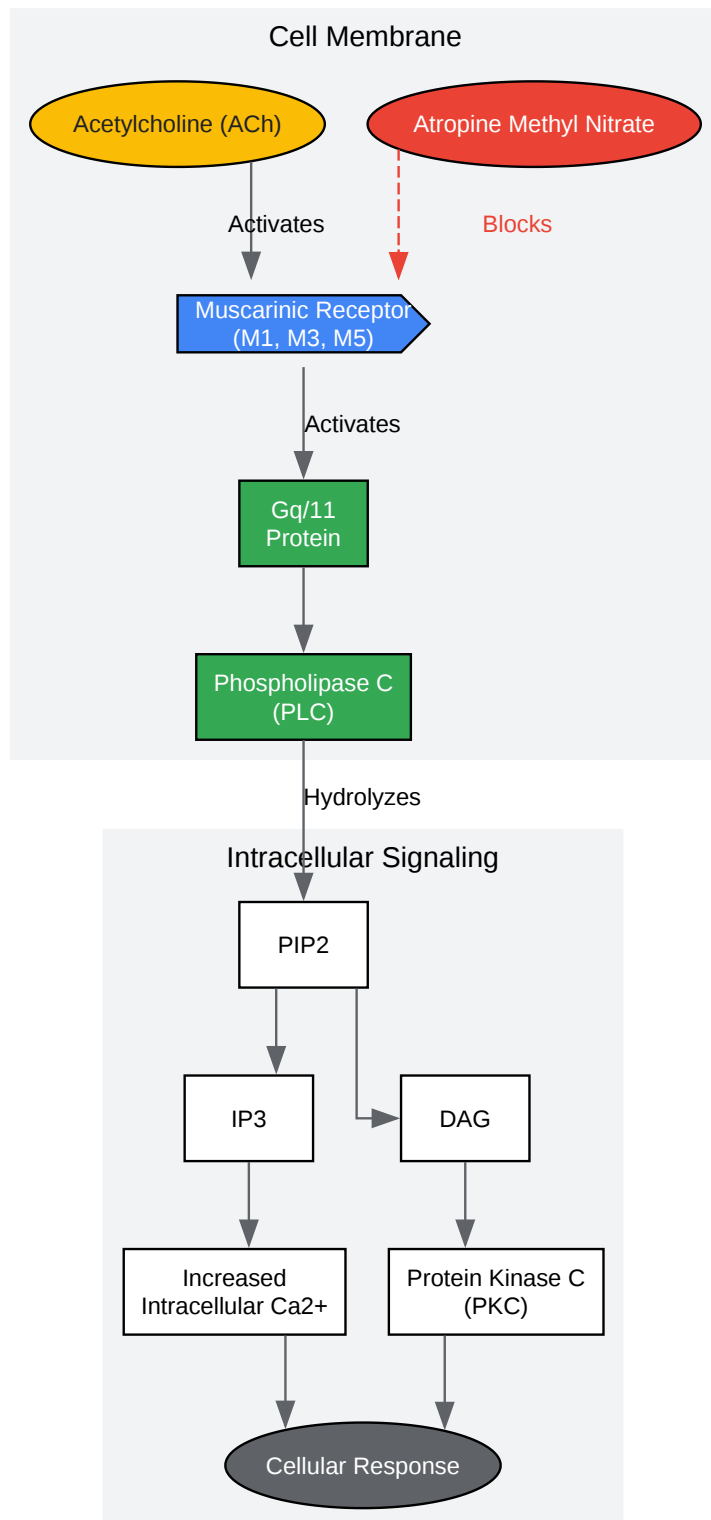 Cell Membrane
Acetylcholine (ACh)
Atropine Methyl Nitrate
Activates
Blocks
Muscarinic Receptor
(M1, M3, M5)
Activates
Gq/11
Protein
Phospholipase C
(PLC)
Hydrolyzes
Intracellular Signaling
PIP2
IP3
DAG
Increased
Intracellular Ca2+
Protein Kinase C
(PKC)
Cellular Response